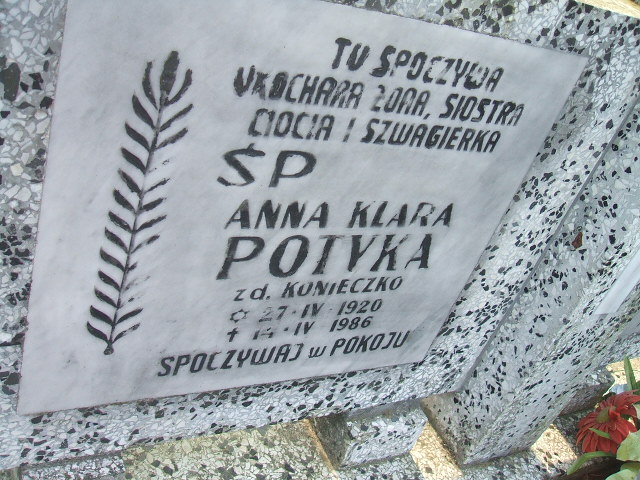 TU SPOCZYWA
UKOCHANA ŻONA, SIOSTRA
CIOCIA I SZWAGIERKA
ŚP
ANNA KLARA
POTYKA
zd. KONIECZKO
✡ 27·IV·1920
✝ 14·IV 1986
SPOCZYWAJ w POKOJU